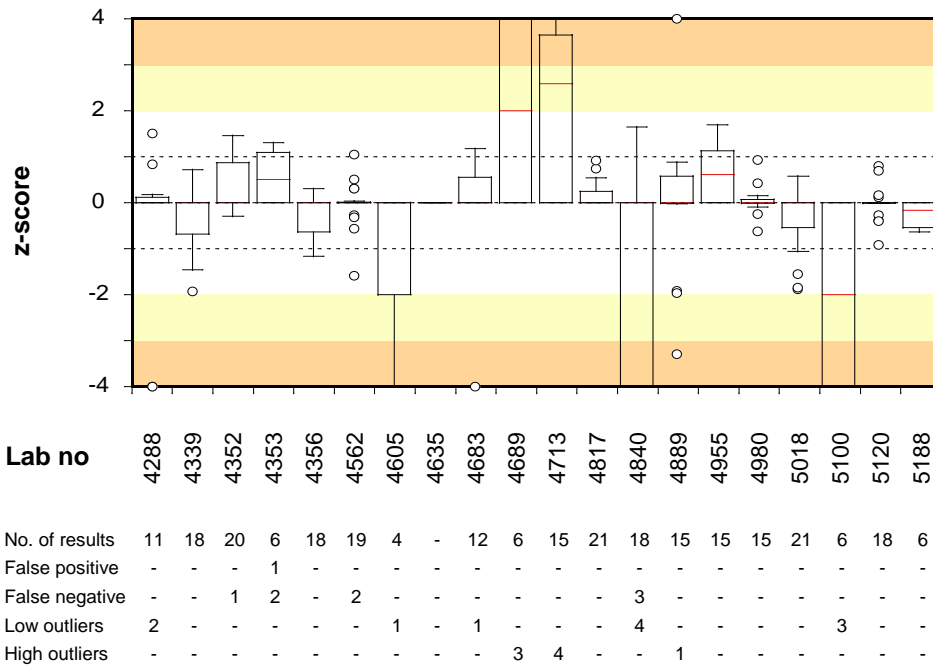 z-score
4
2
0
-2
-4
Lab no 4288 4339 4352 4353 4356 4562 4605 4635 4683 4689 4713 4817 4840 4889 4955 4980 5018 5100 5120 5188
No. of results 11 18 20 6 18 19 4 - 12 6 15 21 18 15 15 15 21 6 18 6
False positive - - - 1 - - - - - - - - - - - - - - - -
False negative - - 1 2 - 2 - - - - - - 3 - - - - - - -
Low outliers 2 - - - - - 1 - 1 - - - 4 - - - - 3 - -
High outliers - - - - - - - - - 3 4 - - 1 - - - - - -